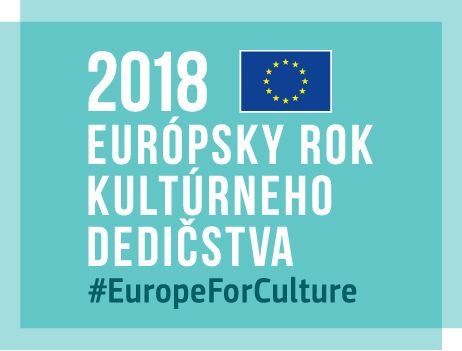 2018
EURÓPSKY ROK
KULTÚRNEHO
DEDIČSTVA
#EuropeForCulture